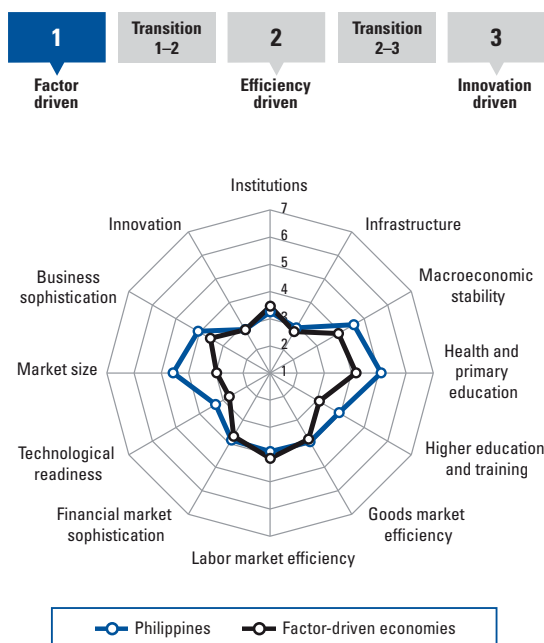 1
Transition
1–2
2
Transition
2–3
3
Factor
driven
Efficiency
driven
Innovation
driven
Institutions
7
6
5
4
3
2
1
Infrastructure
Macroeconomic
stability
Health and
primary
education
Higher education
and training
Goods market
efficiency
Labor market efficiency
Financial market
sophistication
Technological
readiness
Market size
Business
sophistication
Innovation
Philippines
Factor-driven economies